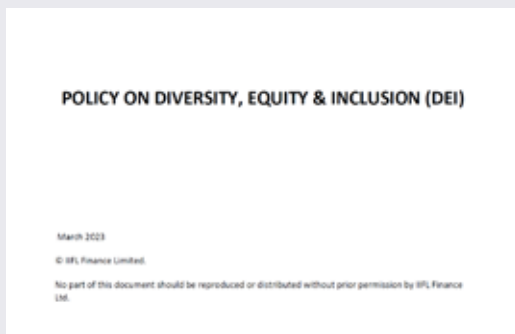 POLICY ON DIVERSITY, EQUITY & INCLUSION (DEI)
March 2023
© IIFL Finance Limited.
No part of this document should be reproduced or distributed without prior permission by IIFL Finance
Ltd.